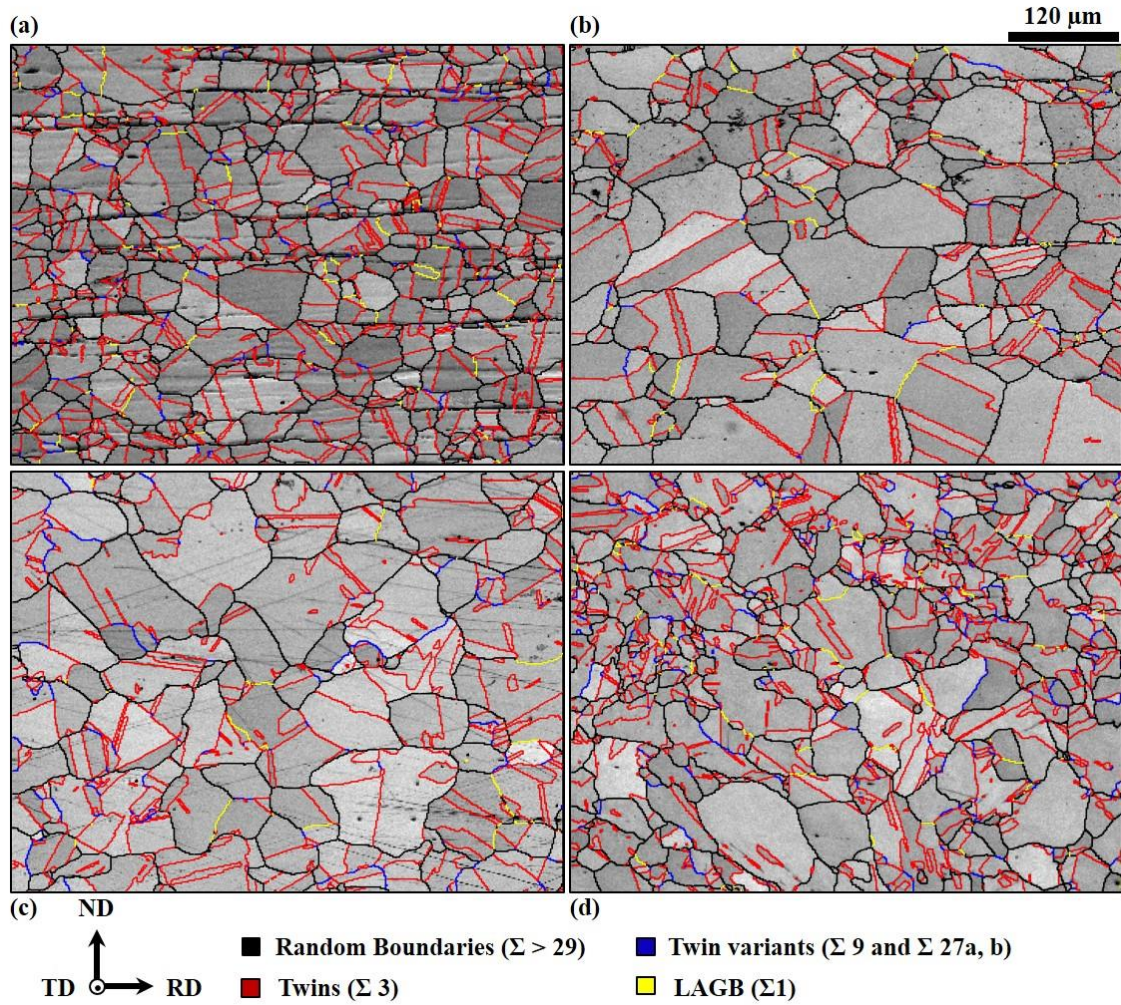 (a)
(b)
120 μm
(c)
(d)
ND
TD
RD
Random Boundaries (Σ > 29)
Twins (Σ 3)
Twin variants (Σ 9 and Σ 27a, b)
LAGB (Σ1)